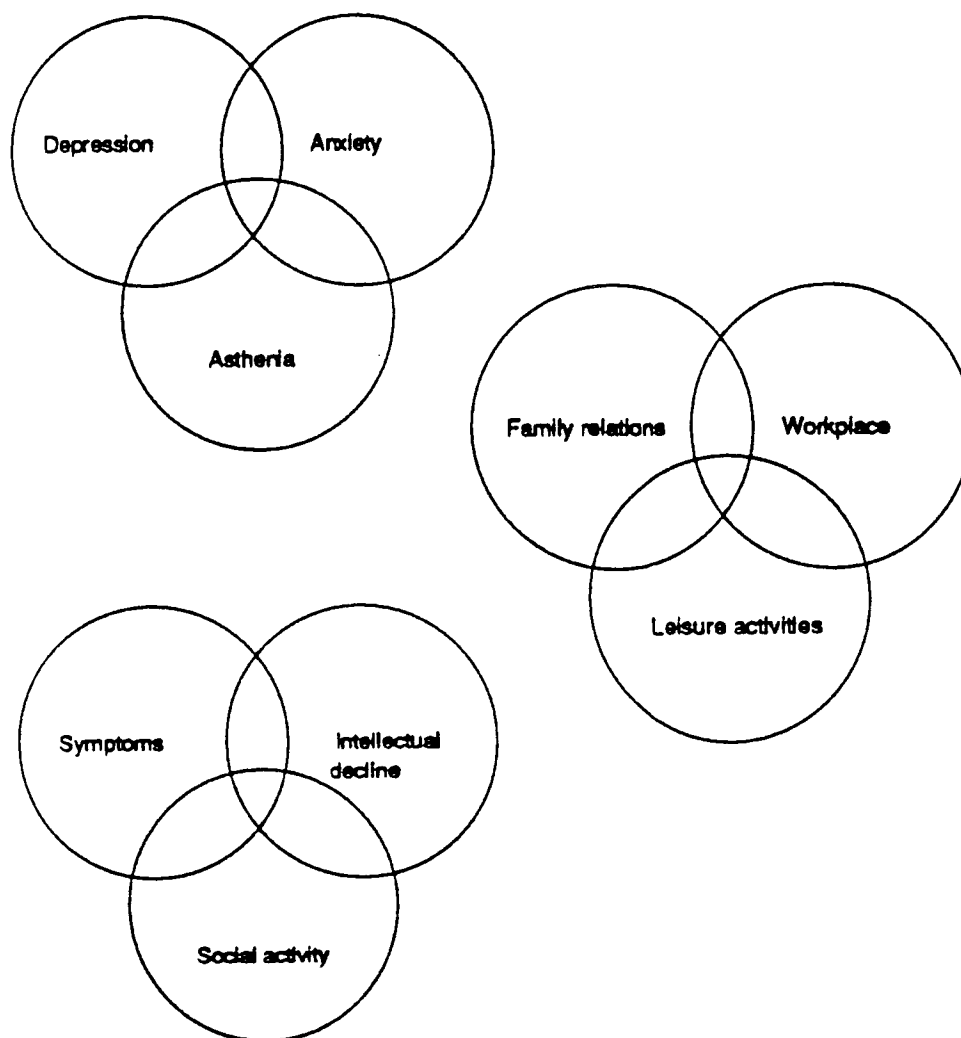 Depression
Anxiety
Asthenia
Family relations
Workplace
Leisure activities
Symptoms
Intellectual
decline
Social activity